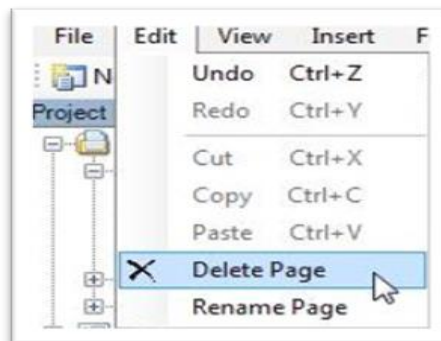 File Edit View Insert F
N
Undo Ctrl+Z
Project Redo Ctrl+Y
Cut Ctrl+X
Copy Ctrl+C
Paste Ctrl+V
Delete Page
Rename Page